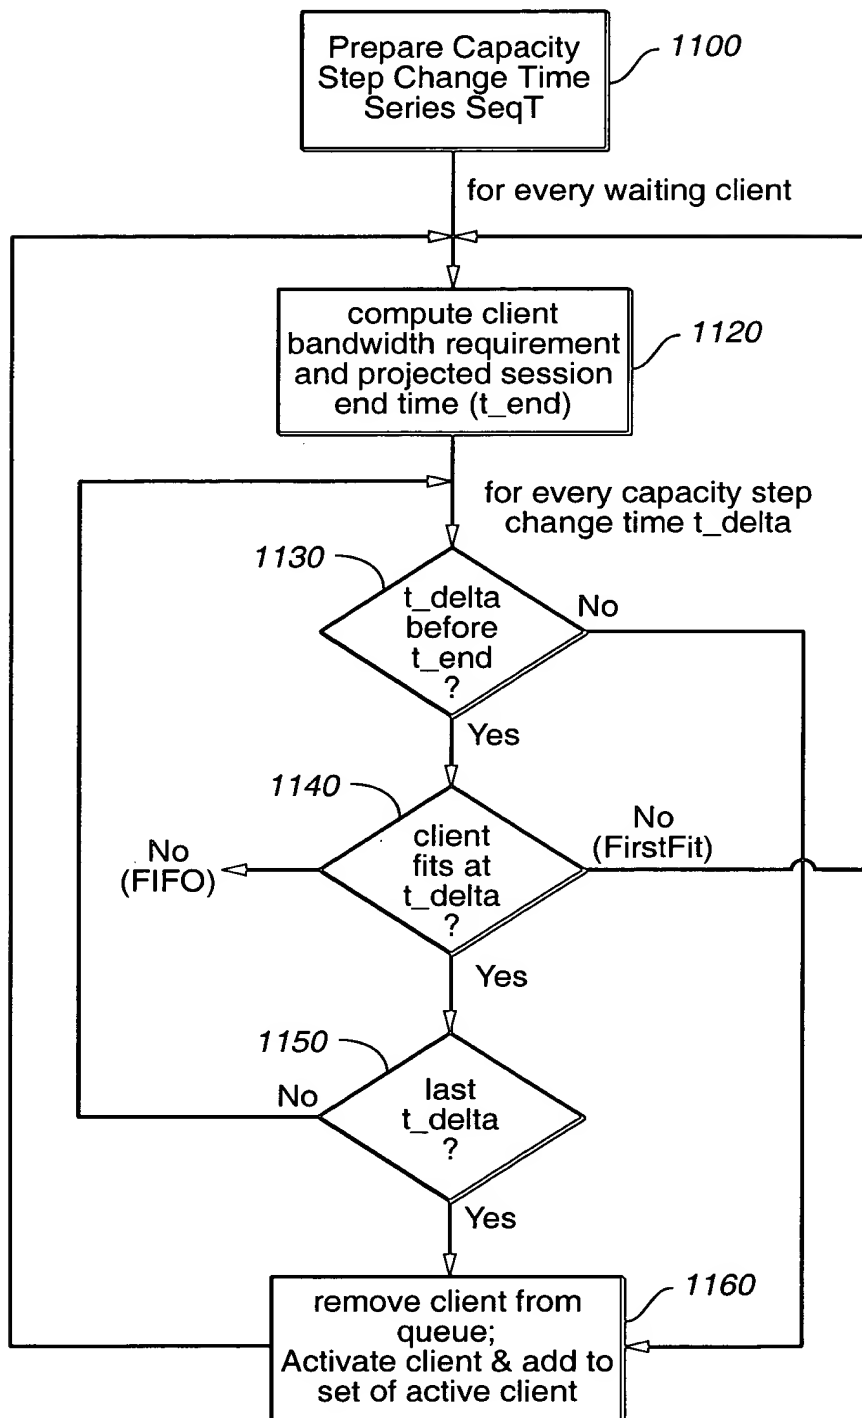 Prepare Capacity
Step Change Time
Series SeqT
1100
for every waiting client
compute client
bandwidth requirement
and projected session
end time (t_end)
1120
for every capacity step
change time t_delta
1130
t_delta
before
t_end
?
No
Yes
1140
client
fits at
t_delta
?
No
(FIFO)
No
(FirstFit)
Yes
1150
last
t_delta
?
No
Yes
1160
remove client from
queue;
Activate client & add to
set of active client